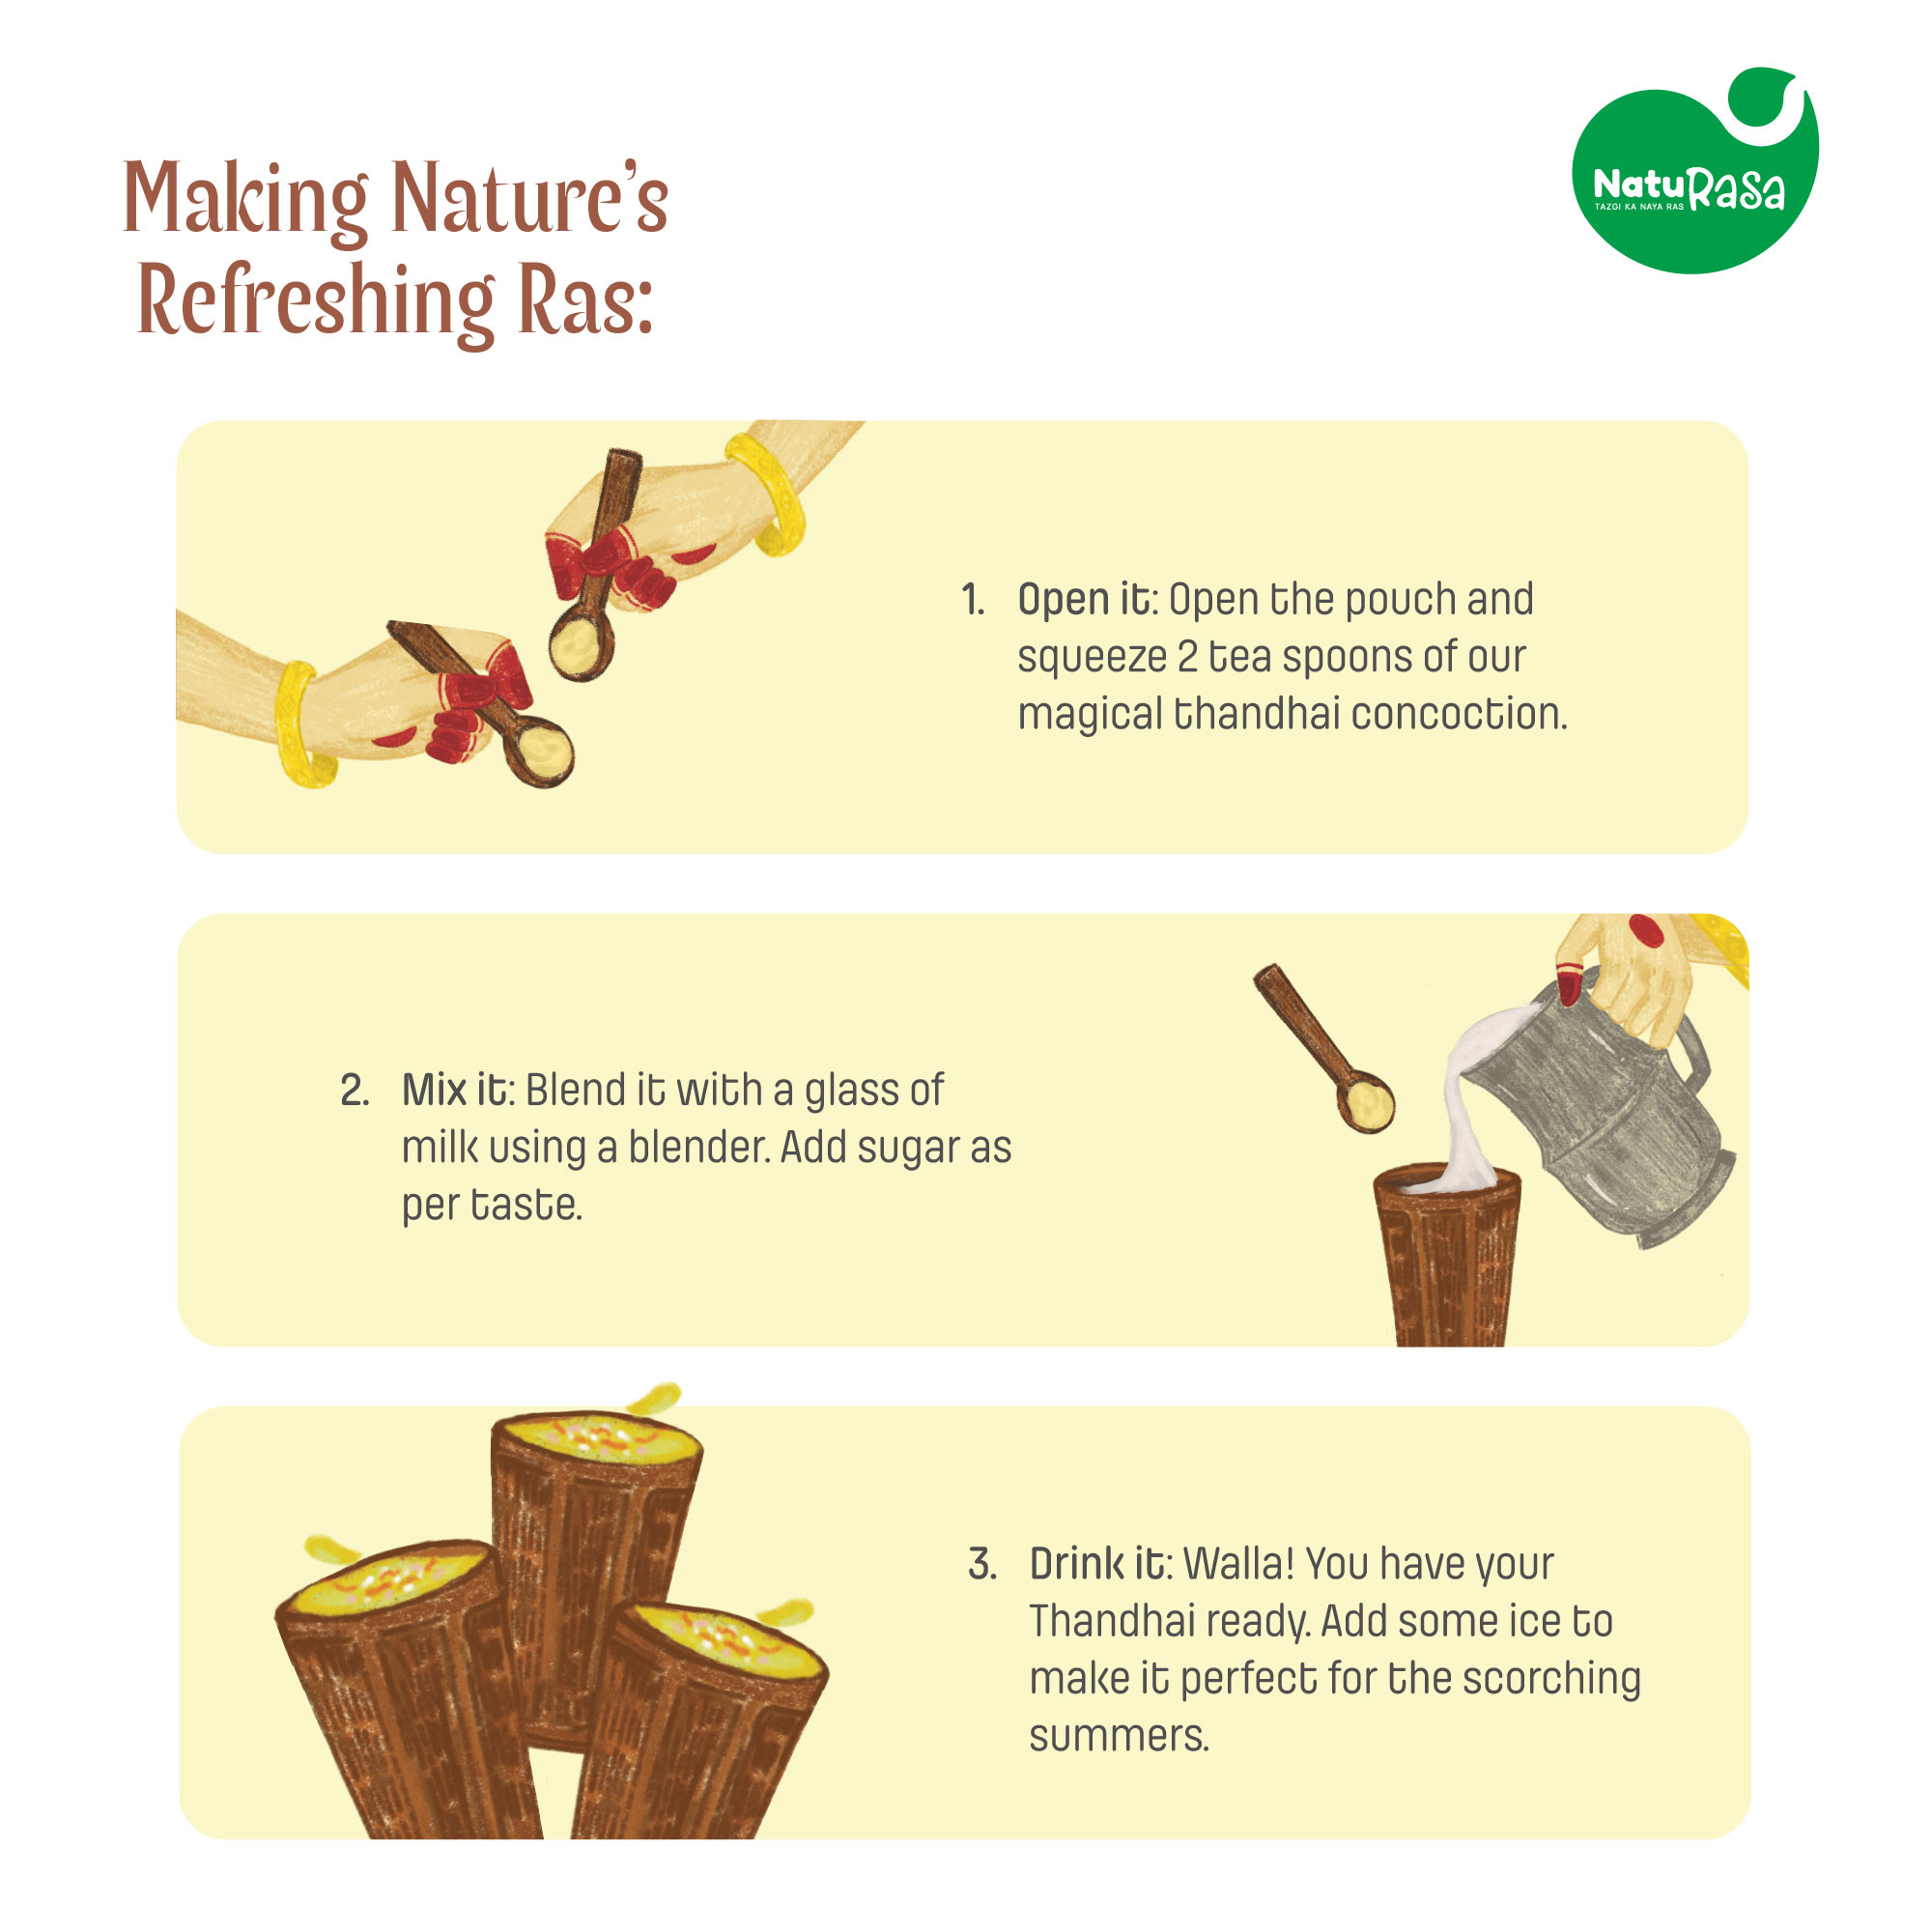 Making Nature's
Refreshing Ras:
NatuRasa
TAZGI KA NAYA RAS
1. Open it: Open the pouch and
squeeze 2 tea spoons of our
magical thandhai concoction.
2. Mix it: Blend it with a glass of
milk using a blender. Add sugar as
per taste.
3. Drink it: Walla! You have your
Thandhai ready. Add some ice to
make it perfect for the scorching
summers.